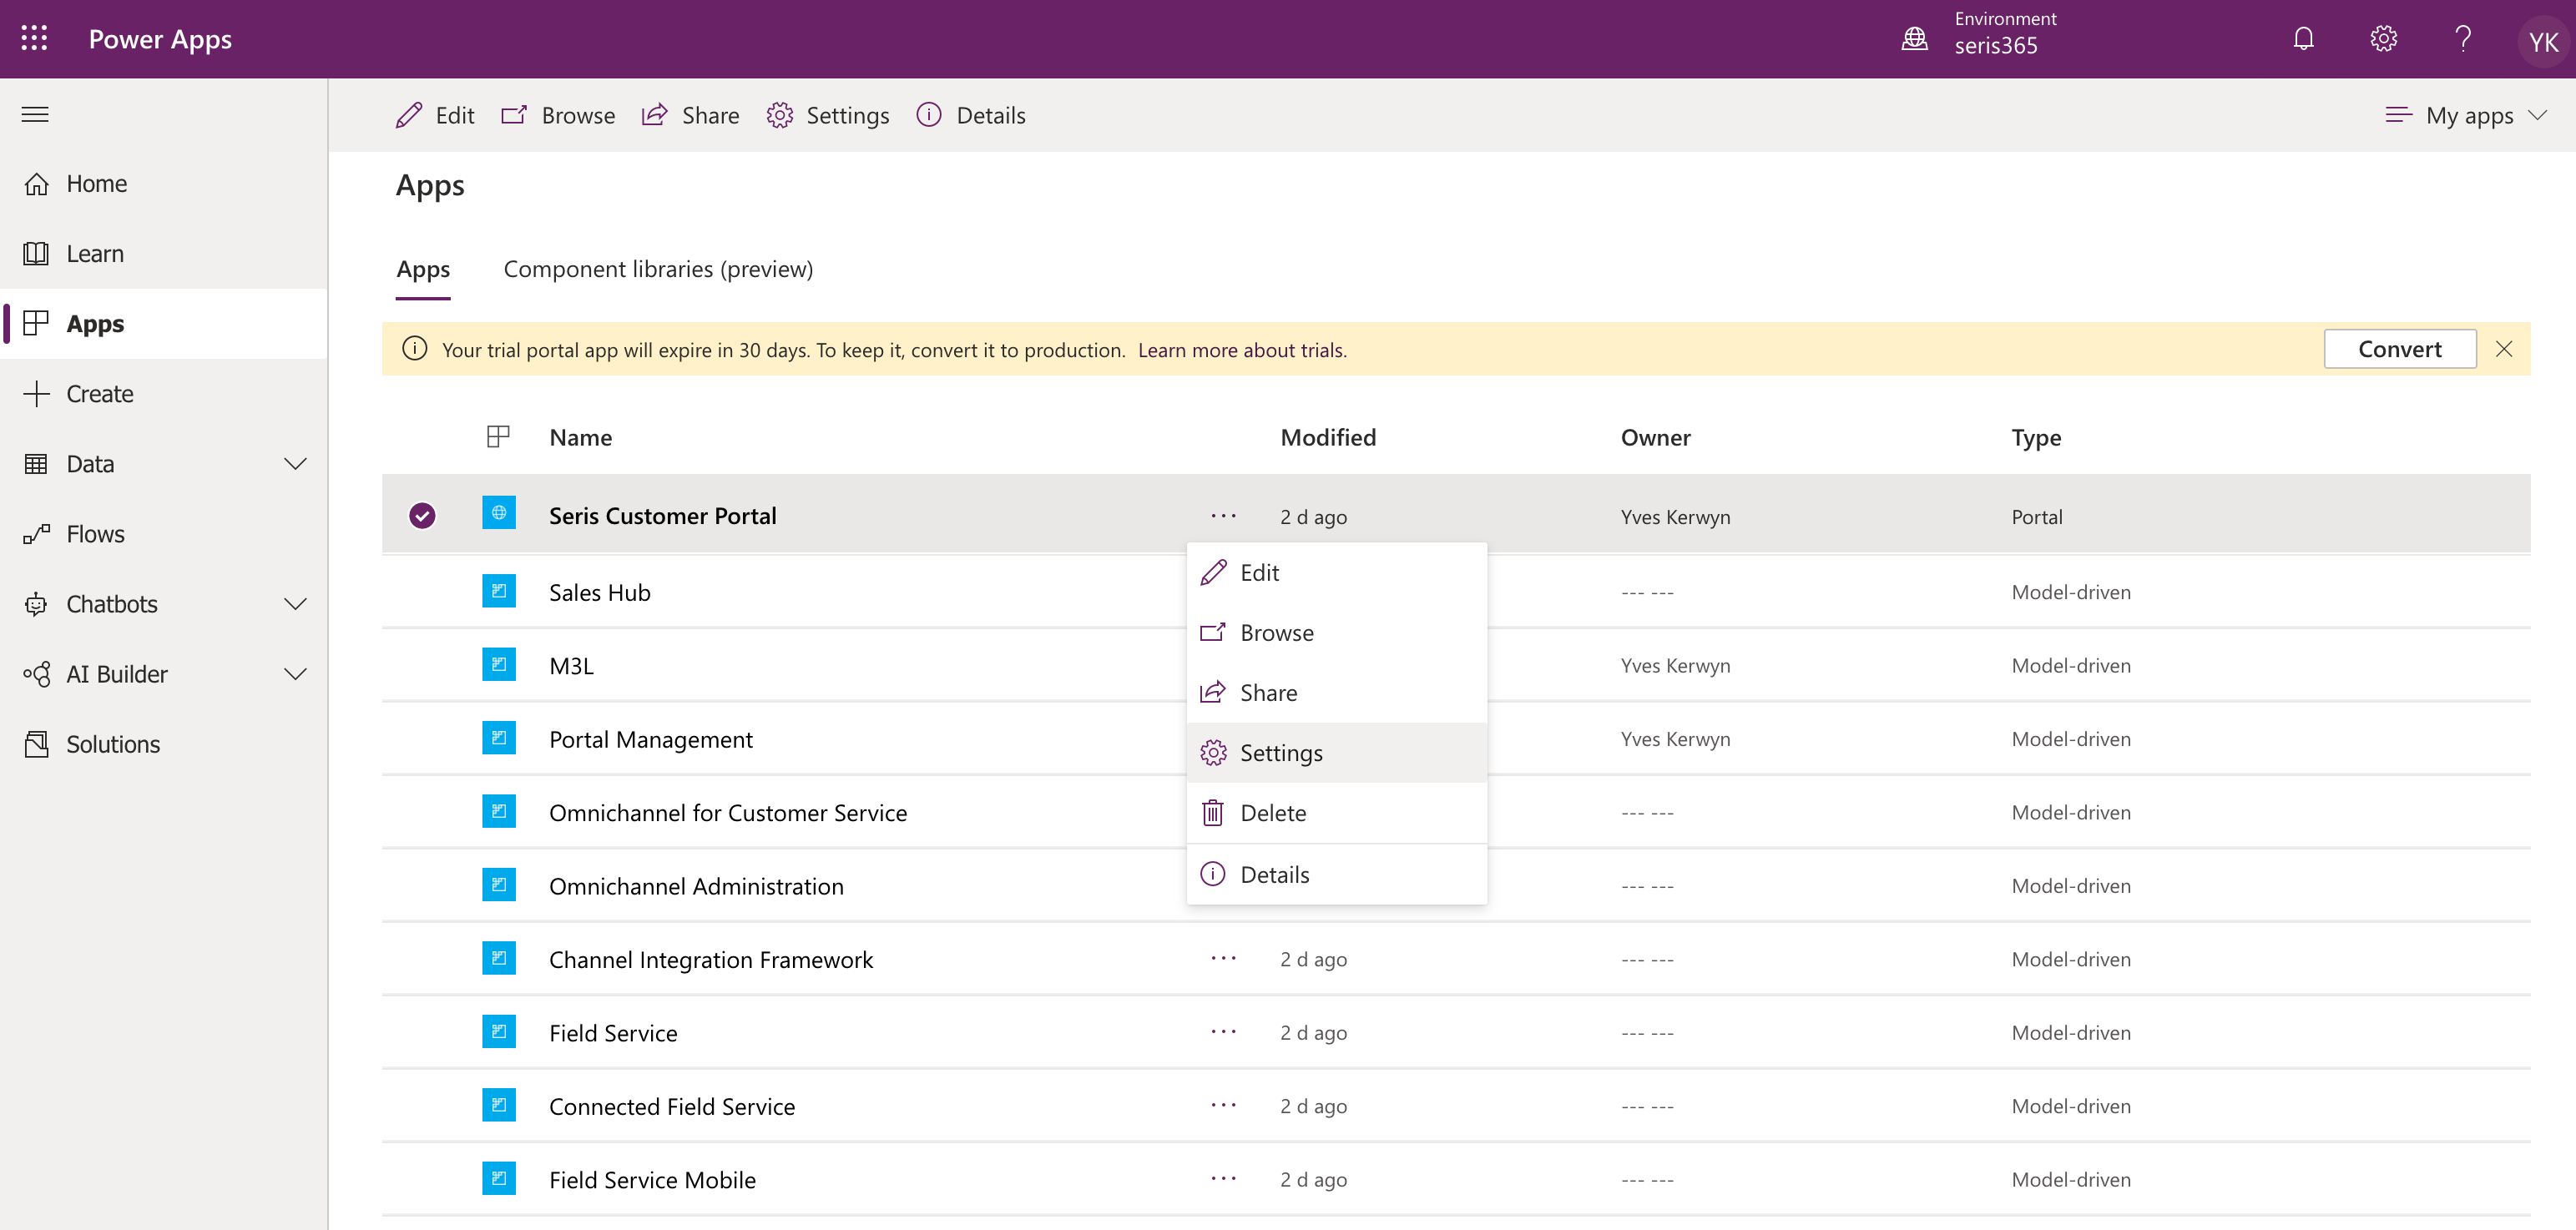 Power Apps
Environment
seris365
YK
Edit
Browse
Share
Settings
Details
My apps
Home
Learn
Apps
Create
Data
Flows
Chatbots
AI Builder
Solutions
Apps
Apps
Component libraries (preview)
Your trial portal app will expire in 30 days. To keep it, convert it to production. Learn more about trials.
Convert
Name Modified Owner Type
Seris Customer Portal ··· 2 d ago Yves Kerwyn Portal
Sales Hub --- --- Model-driven
M3L Yves Kerwyn Model-driven
Portal Management Yves Kerwyn Model-driven
Omnichannel for Customer Service --- --- Model-driven
Omnichannel Administration --- --- Model-driven
Channel Integration Framework ··· 2 d ago --- --- Model-driven
Field Service ··· 2 d ago --- --- Model-driven
Connected Field Service ··· 2 d ago --- --- Model-driven
Field Service Mobile ··· 2 d ago --- --- Model-driven
Edit
Browse
Share
Settings
Delete
Details